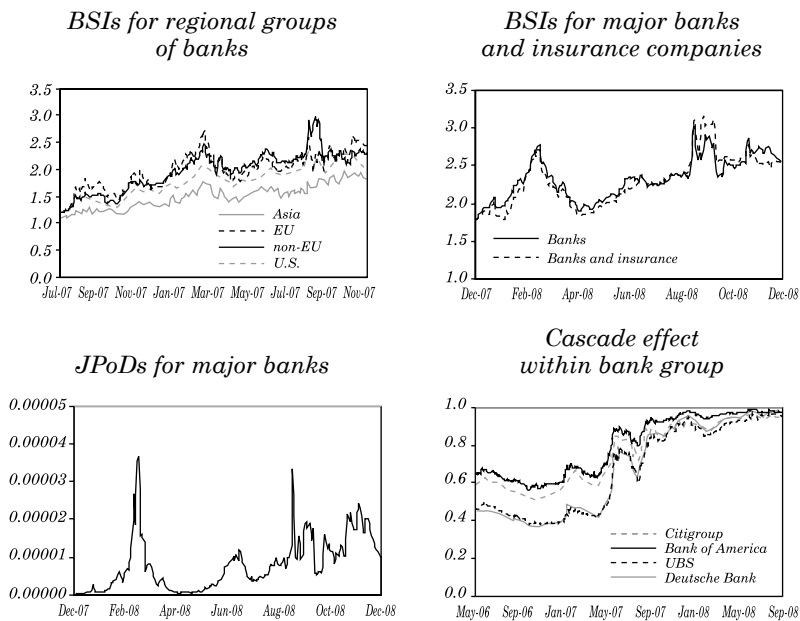 BSIs for regional groups
of banks
3.5
3.0
2.5
2.0
1.5
1.0
0.5
0.0
Asia
EU
non-EU
U.S.
Jul-07 Sep-07 Nov-07 Jan-07 Mar-07 May-07 Jul-07 Sep-07 Nov-07
BSIs for major banks
and insurance companies
3.5
3.0
2.5
2.0
1.5
1.0
Banks
Banks and insurance
Dec-07 Feb-08 Apr-08 Jun-08 Aug-08 Oct-08 Dec-08
JPoDs for major banks
0.00005
0.00004
0.00003
0.00002
0.00001
0.00000
Dec-07 Feb-08 Apr-08 Jun-08 Aug-08 Oct-08 Dec-08
Cascade effect
within bank group
1.0
0.8
0.6
0.4
0.2
0.0
Citigroup
Bank of America
UBS
Deutsche Bank
May-06 Sep-06 Jan-07 May-07 Sep-07 Jan-08 May-08 Sep-08